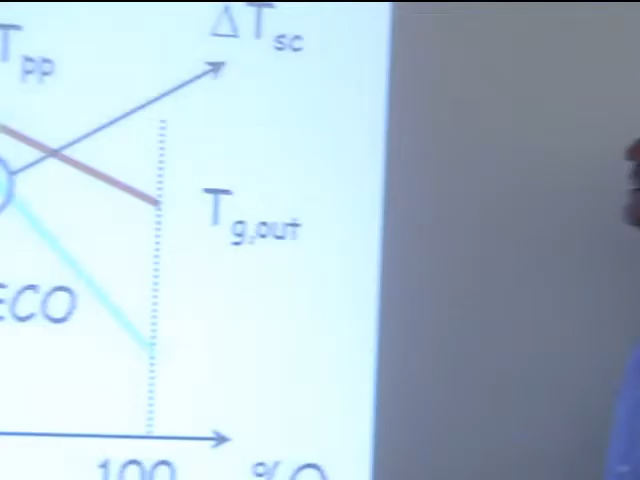 ΔT_sc
T_pp
T_g,out
ECO
100 %Q